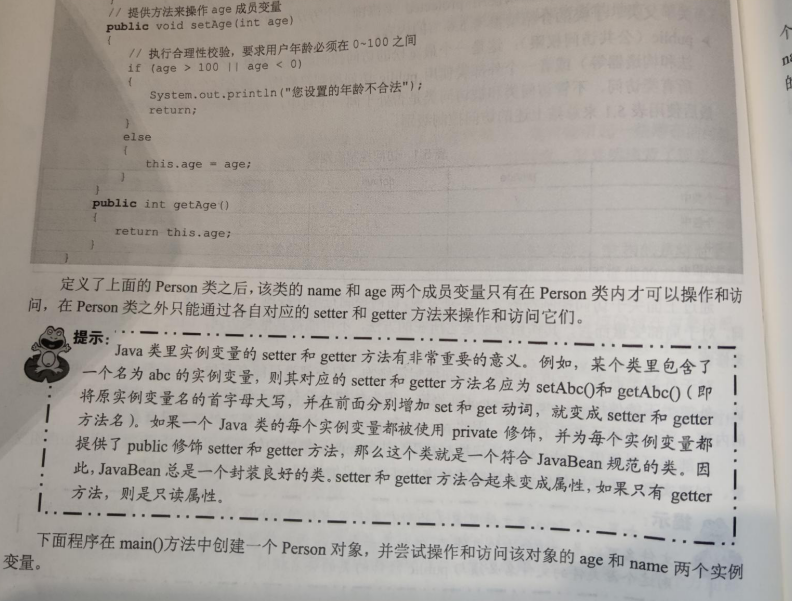 // 提供方法来操作 age 成员变量
public void setAge(int age)
{
// 执行合理性校验，要求用户年龄必须在 0~100 之间
if (age > 100 || age < 0)
{
System.out.println("您设置的年龄不合法");
return;
}
else
{
this.age = age;
}
}
public int getAge()
{
return this.age;
}
}
定义了上面的 Person 类之后，该类的 name 和 age 两个成员变量只有在 Person 类内才可以操作和访
问，在 Person 类之外只能通过各自对应的 setter 和 getter 方法来操作和访问它们。
提示：
Java 类里实例变量的 setter 和 getter 方法有非常重要的意义。例如，某个类里包含了
一个名为 abc 的实例变量，则其对应的 setter 和 getter 方法名应为 setAbc()和 getAbc()（即
将原实例变量名的首字母大写，并在前面分别增加 set 和 get 动词，就变成 setter 和 getter
方法名）。如果一个 Java 类的每个实例变量都被使用 private 修饰，并为每个实例变量都
提供了 public 修饰 setter 和 getter 方法，那么这个类就是一个符合 JavaBean 规范的类。因
此，JavaBean 总是一个封装良好的类。setter 和 getter 方法合起来变成属性，如果只有 getter
方法，则是只读属性。
下面程序在 main()方法中创建一个 Person 对象，并尝试操作和访问该对象的 age 和 name 两个实例
变量。